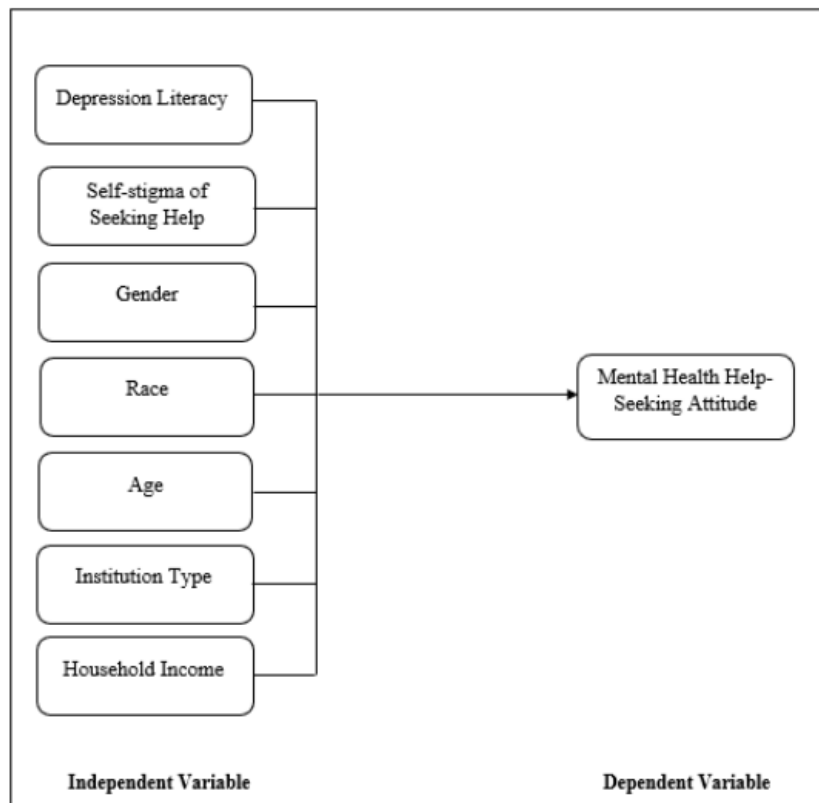 Depression Literacy
Self-stigma of
Seeking Help
Gender
Race
Mental Health Help-
Seeking Attitude
Age
Institution Type
Household Income
Independent Variable
Dependent Variable